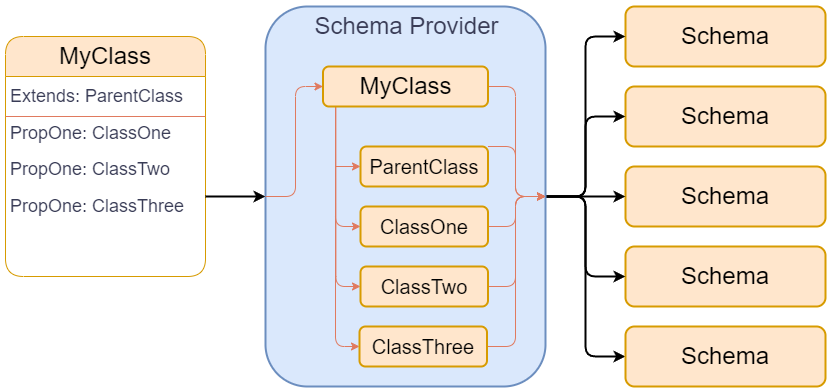 MyClass
Extends: ParentClass
PropOne: ClassOne
PropOne: ClassTwo
PropOne: ClassThree
Schema Provider
MyClass
ParentClass
ClassOne
ClassTwo
ClassThree
Schema
Schema
Schema
Schema
Schema